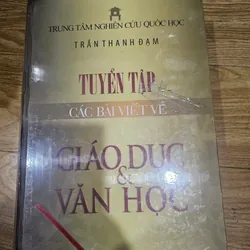 TRUNG TÂM NGHIÊN CỨU QUỐC HỌC
TRẦN THANH ĐẠM
TUYỂN TẬP
CÁC BÀI VIẾT VỀ
GIÁO DỤC
&
VĂN HỌC